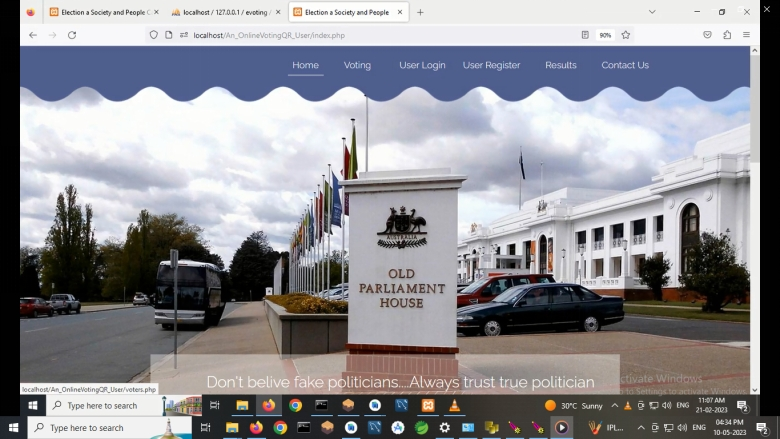 Election a Society and People C
localhost / 127.0.0.1 / evoting /
Election a Society and People
localhost/An_OnlineVotingQR_User/index.php
90%
Home
Voting
User Login
User Register
Results
Contact Us
AUSTRALIA
OLD
PARLIAMENT
HOUSE
Don't belive fake politicians....Always trust true politician
Activate Windows
Go to Settings to activate Windows
localhost/An_OnlineVotingQR_User/voters.php
Type here to search
30°C Sunny
ENG
11:07 AM
21-02-2023
Type here to search
IPL...
ENG
04:34 PM
10-05-2023